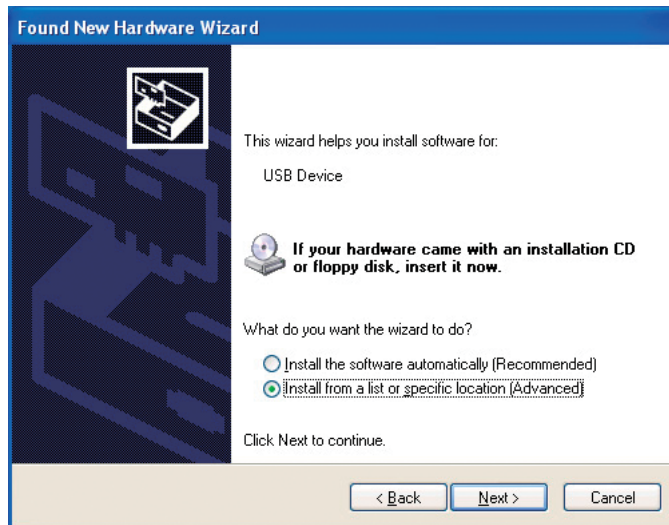 Found New Hardware Wizard
This wizard helps you install software for:
USB Device
If your hardware came with an installation CD
or floppy disk, insert it now.
What do you want the wizard to do?
Install the software automatically (Recommended)
Install from a list or specific location (Advanced)
Click Next to continue.
< Back Next > Cancel